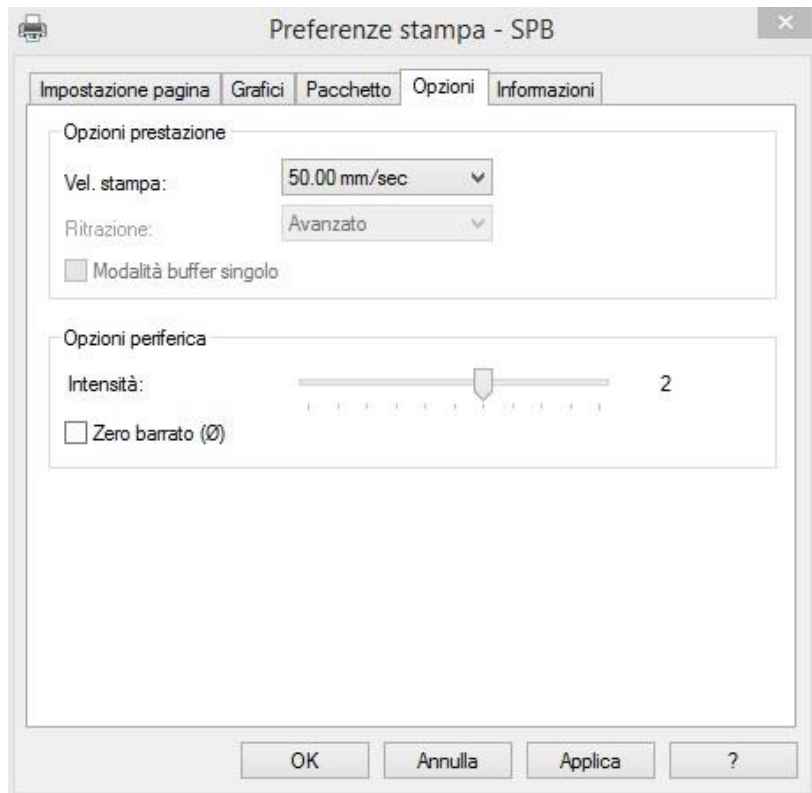 Preferenze stampa - SPB
Impostazione pagina Grafici Pacchetto Opzioni Informazioni
Opzioni prestazione
Vel. stampa: 50.00 mm/sec
Ritrazione: Avanzato
Modalità buffer singolo
Opzioni periferica
Intensità: 2
Zero barrato (Ø)
OK Annulla Applica ?